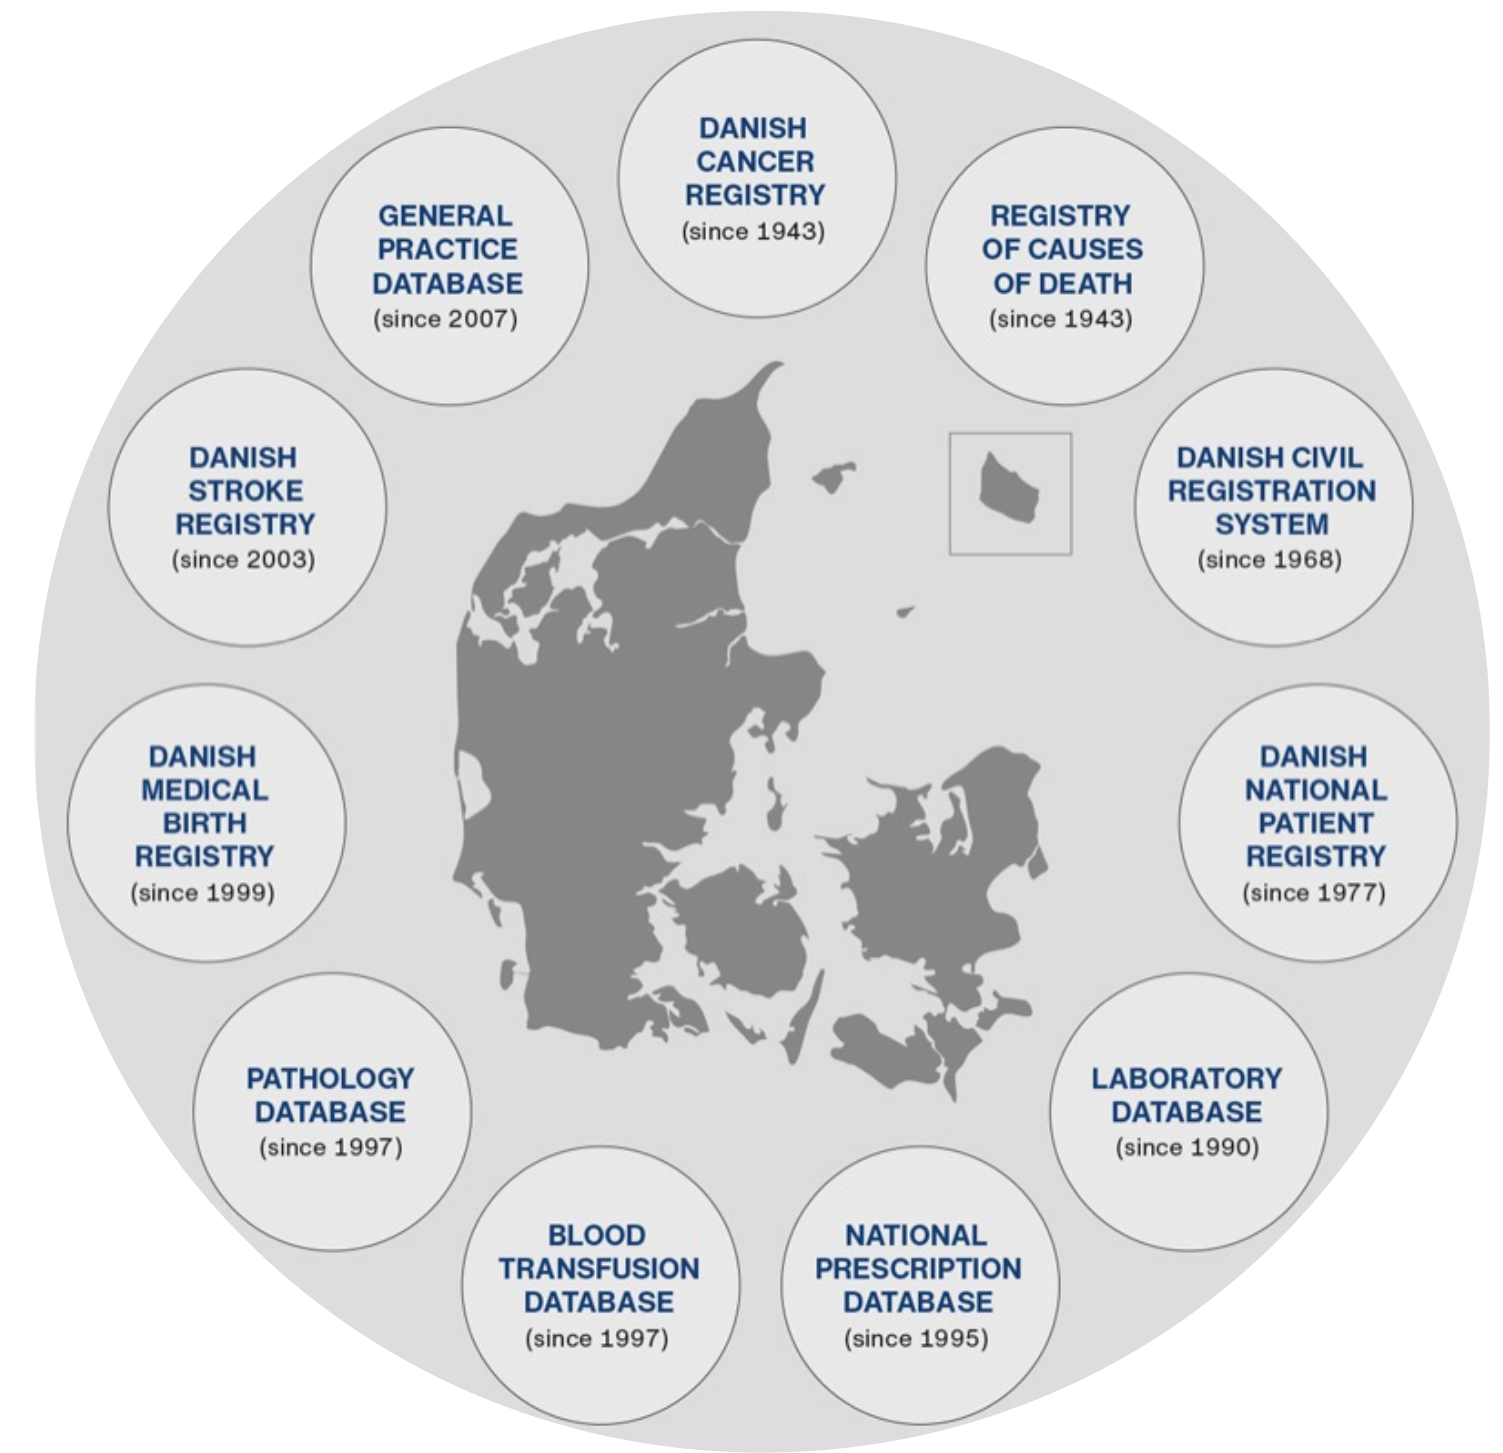 DANISH
CANCER
REGISTRY
(since 1943)
REGISTRY
OF CAUSES
OF DEATH
(since 1943)
DANISH CIVIL
REGISTRATION
SYSTEM
(since 1968)
DANISH
NATIONAL
PATIENT
REGISTRY
(since 1977)
LABORATORY
DATABASE
(since 1990)
NATIONAL
PRESCRIPTION
DATABASE
(since 1995)
BLOOD
TRANSFUSION
DATABASE
(since 1997)
PATHOLOGY
DATABASE
(since 1997)
DANISH
MEDICAL
BIRTH
REGISTRY
(since 1999)
DANISH
STROKE
REGISTRY
(since 2003)
GENERAL
PRACTICE
DATABASE
(since 2007)